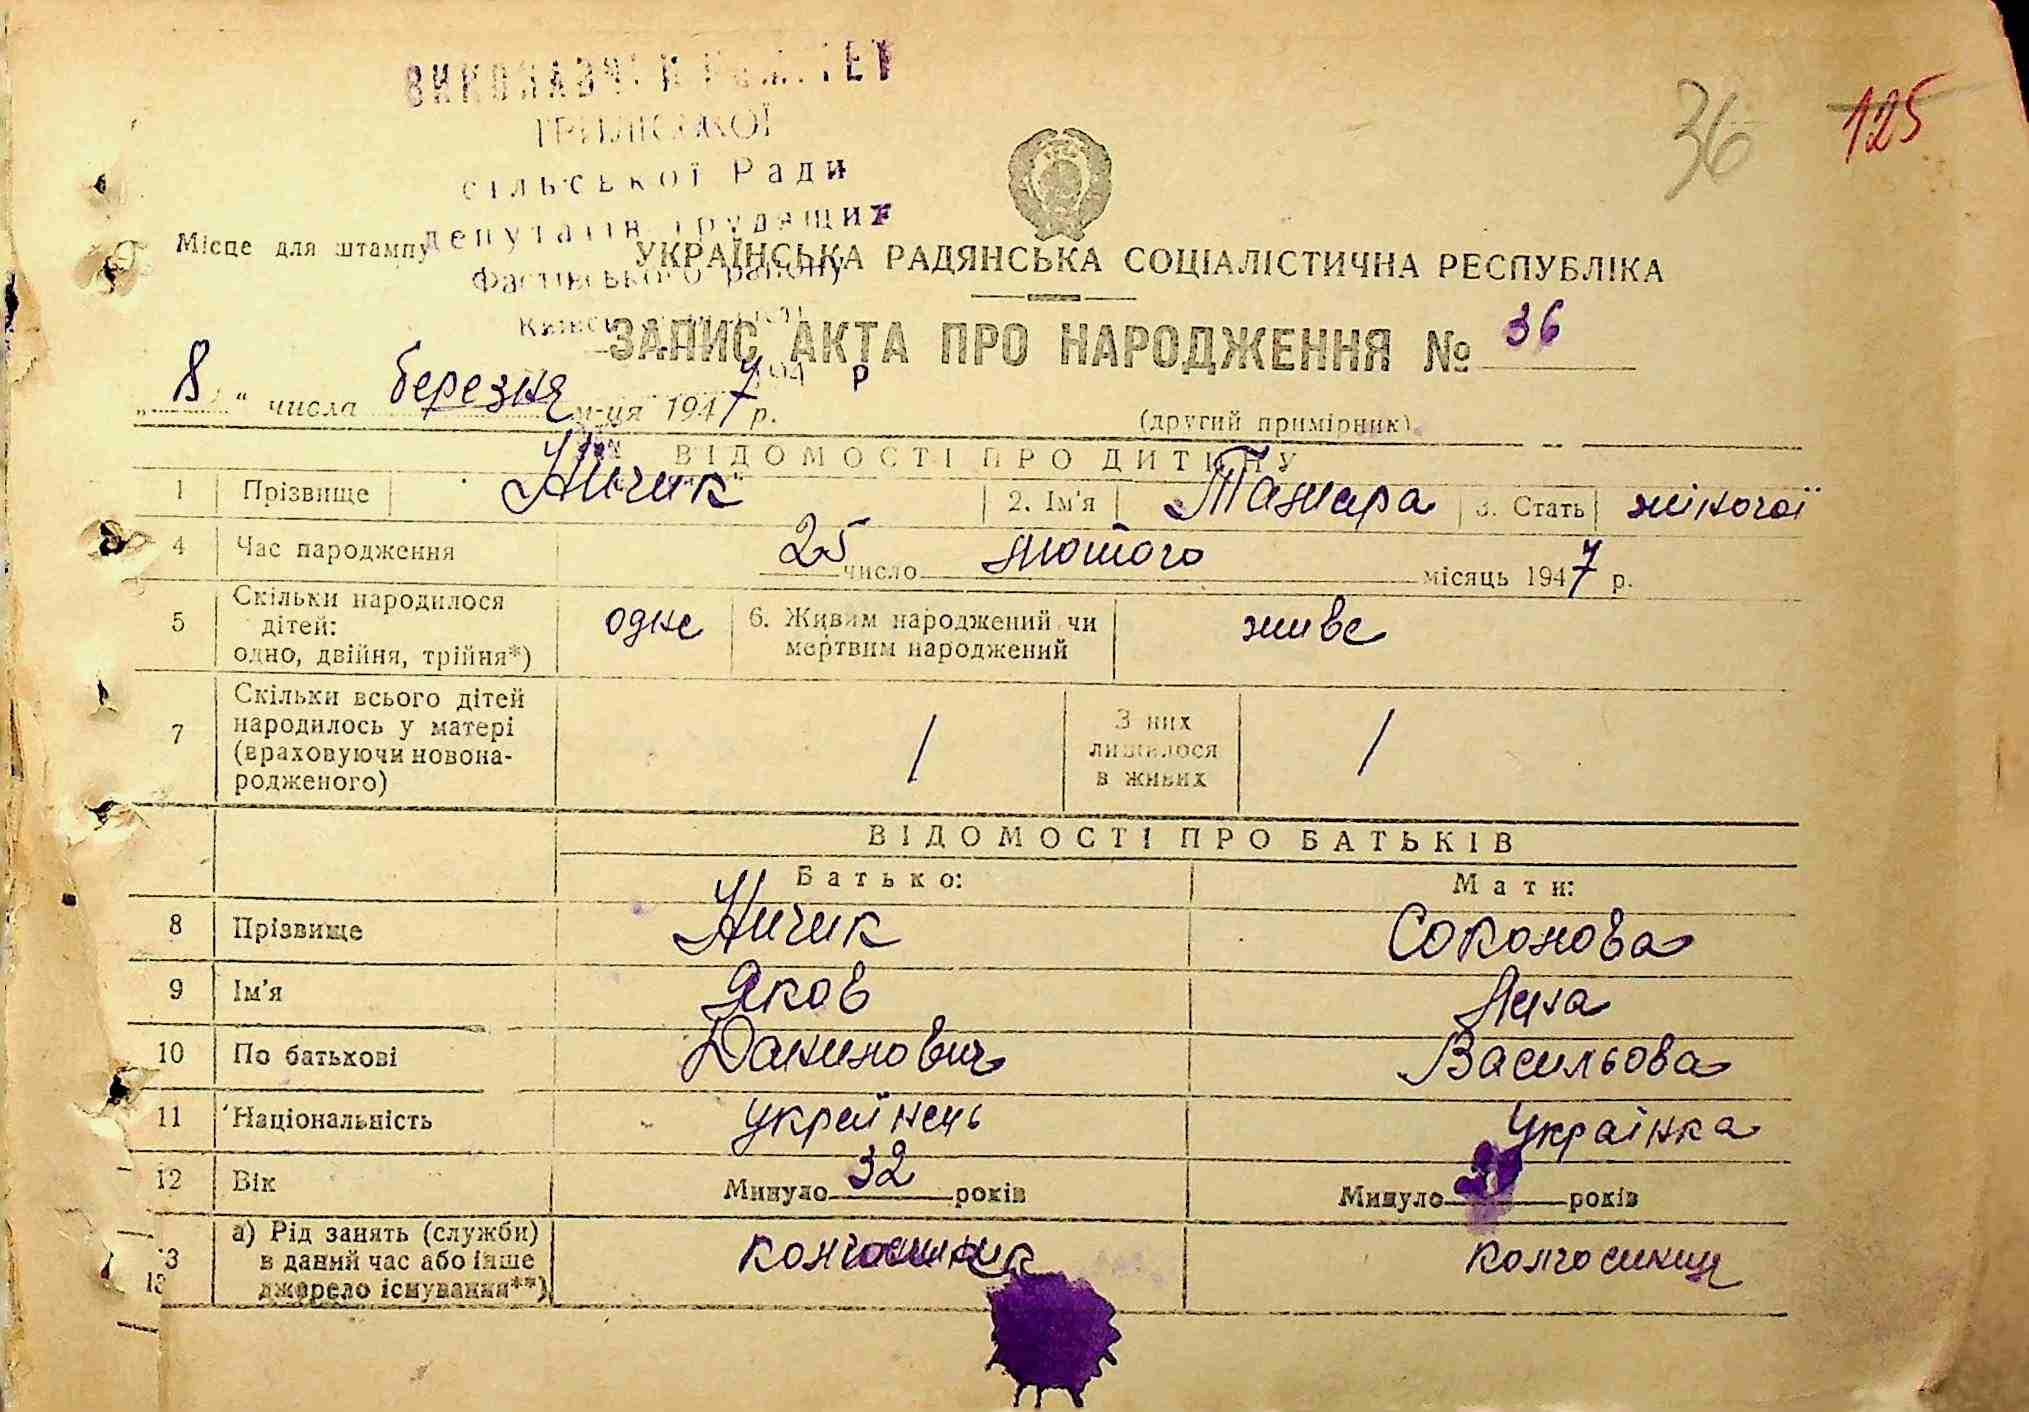 36 125
ВИКОНАВЧИЙ КОМІТЕТ
сільської Ради
депутатів трудящих
Місце для штампу
Фастівського району
УКРАЇНСЬКА РАДЯНСЬКА СОЦІАЛІСТИЧНА РЕСПУБЛІКА
ЗАПИС АКТА ПРО НАРОДЖЕННЯ № 36
„8“ числа березня м-ця 1947 р.
(другий примірник)
ВІДОМОСТІ ПРО ДИТИНУ
1 Прізвище Ничик 2. Ім'я Тамара 3. Стать жіночої
4 Час народження 25 число лютого місяць 1947 р.
5 Скільки народилося дітей: одно, двійня, трійня*) одне 6. Живим народжений чи мертвим народжений живе
7 Скільки всього дітей народилось у матері (враховуючи новонародженого) 1 З них лишилося в живих 1
ВІДОМОСТІ ПРО БАТЬКІВ
Батько: Мати:
8 Прізвище Ничик Соколова
9 Ім'я Яков
10 По батькові Данилович Васильова
11 Національність українець Українка
12 Вік Минуло 32 років Минуло років
13 а) Рід занять (служби) в даний час або інше джерело існування**) колгосник колгосниця